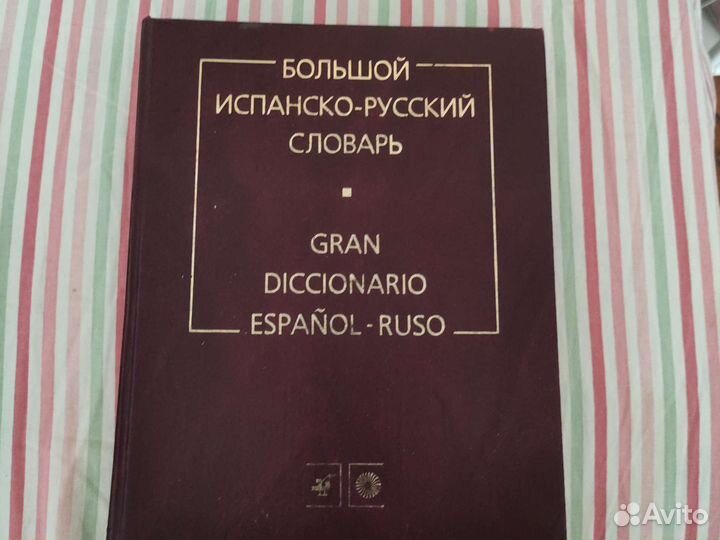 БОЛЬШОЙ
ИСПАНСКО-РУССКИЙ
СЛОВАРЬ
GRAN
DICCIONARIO
ESPAÑOL-RUSO
Avito